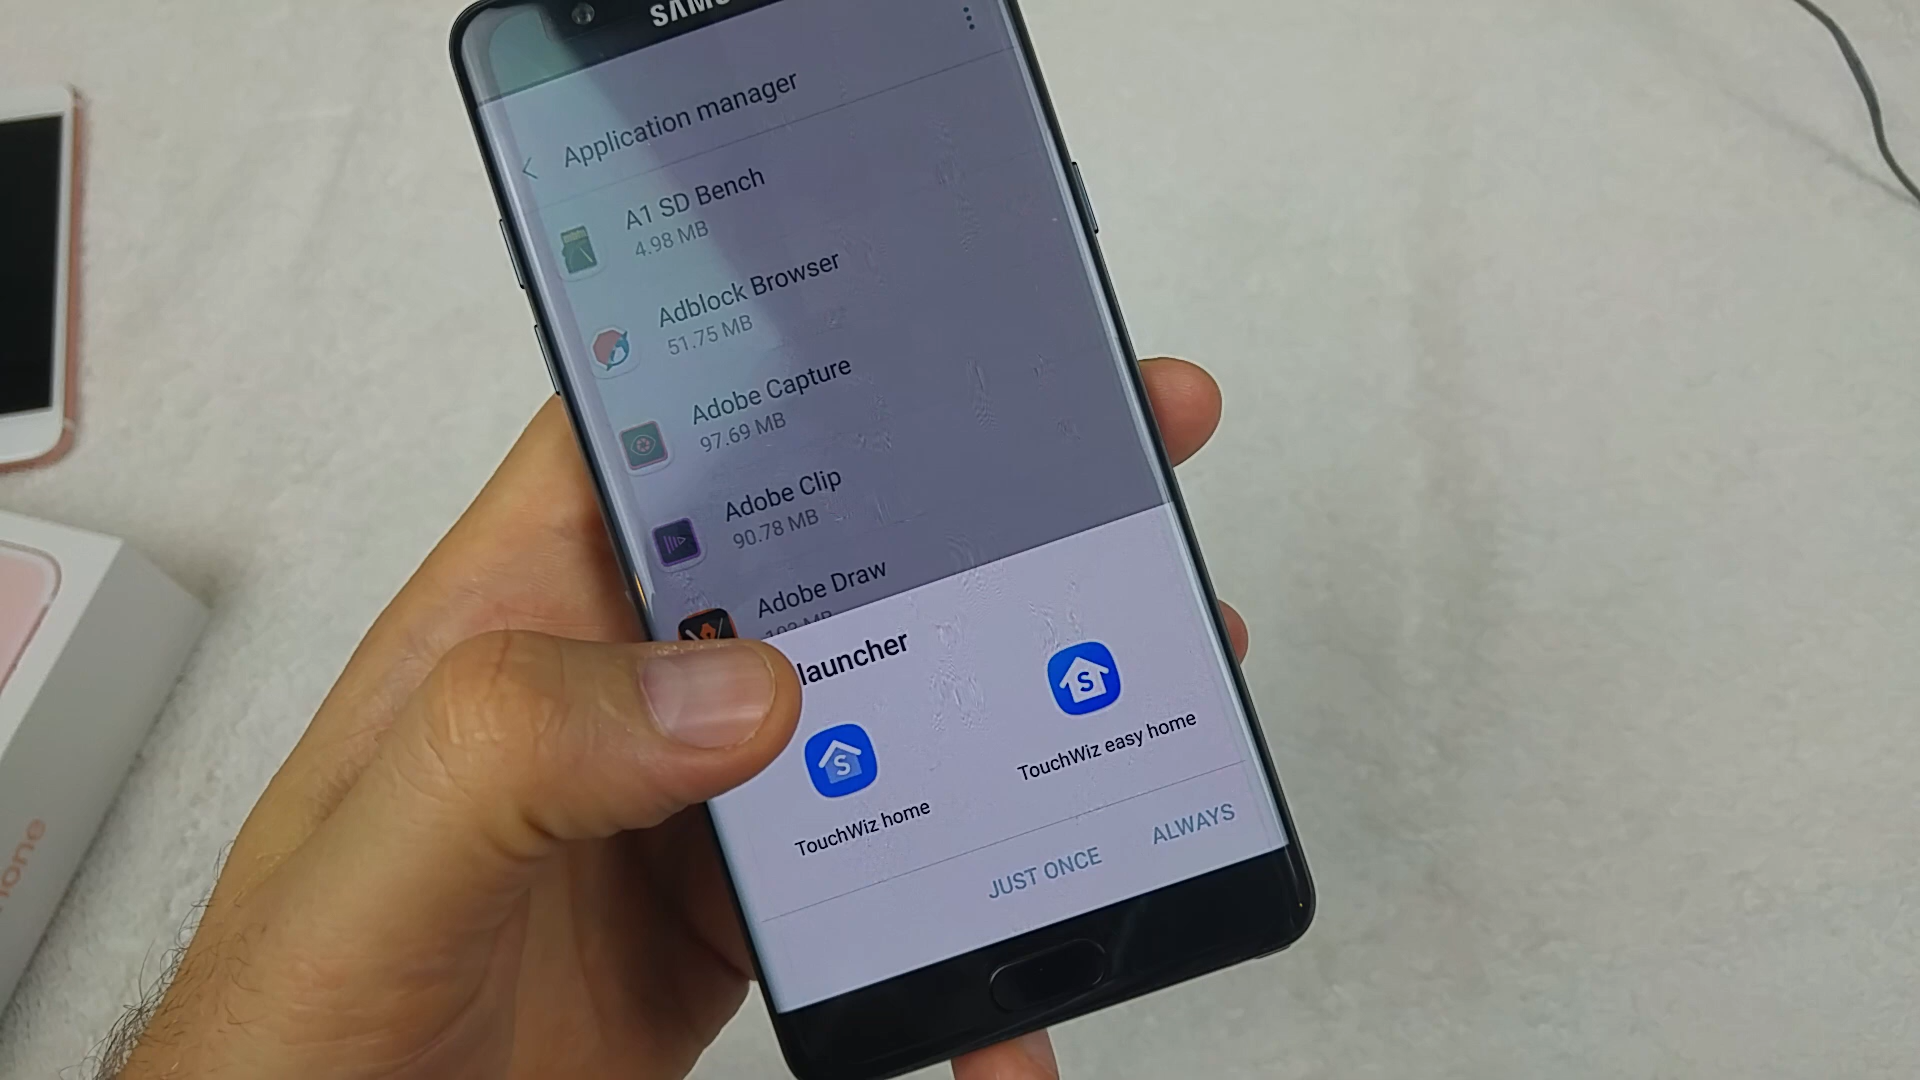 SAMS
Application manager
A1 SD Bench
4.98 MB
Adblock Browser
51.75 MB
Adobe Capture
97.69 MB
Adobe Clip
90.78 MB
Adobe Draw
launcher
TouchWiz home
TouchWiz easy home
JUST ONCE
ALWAYS